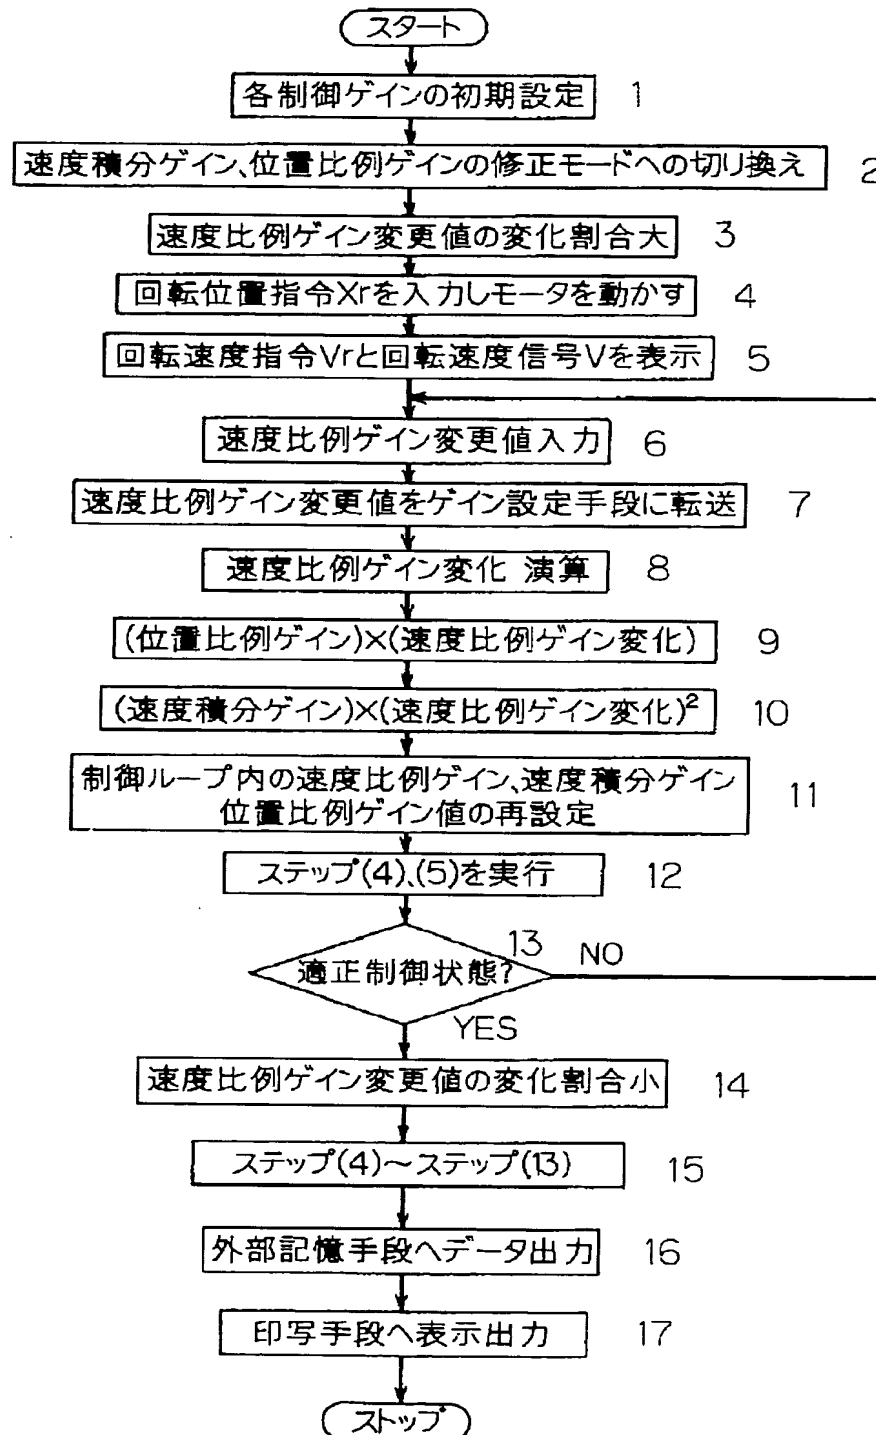 スタート
各制御ゲインの初期設定 1
速度積分ゲイン、位置比例ゲインの修正モードへの切り換え 2
速度比例ゲイン変更値の変化割合大 3
回転位置指令Xrを入力しモータを動かす 4
回転速度指令Vrと回転速度信号Vを表示 5
速度比例ゲイン変更値入力 6
速度比例ゲイン変更値をゲイン設定手段に転送 7
速度比例ゲイン変化 演算 8
(位置比例ゲイン)×(速度比例ゲイン変化) 9
(速度積分ゲイン)×(速度比例ゲイン変化)² 10
制御ループ内の速度比例ゲイン、速度積分ゲイン
位置比例ゲイン値の再設定 11
ステップ(4)、(5)を実行 12
13
適正制御状態? NO
YES
速度比例ゲイン変更値の変化割合小 14
ステップ(4)～ステップ(13) 15
外部記憶手段へデータ出力 16
印写手段へ表示出力 17
ストップ